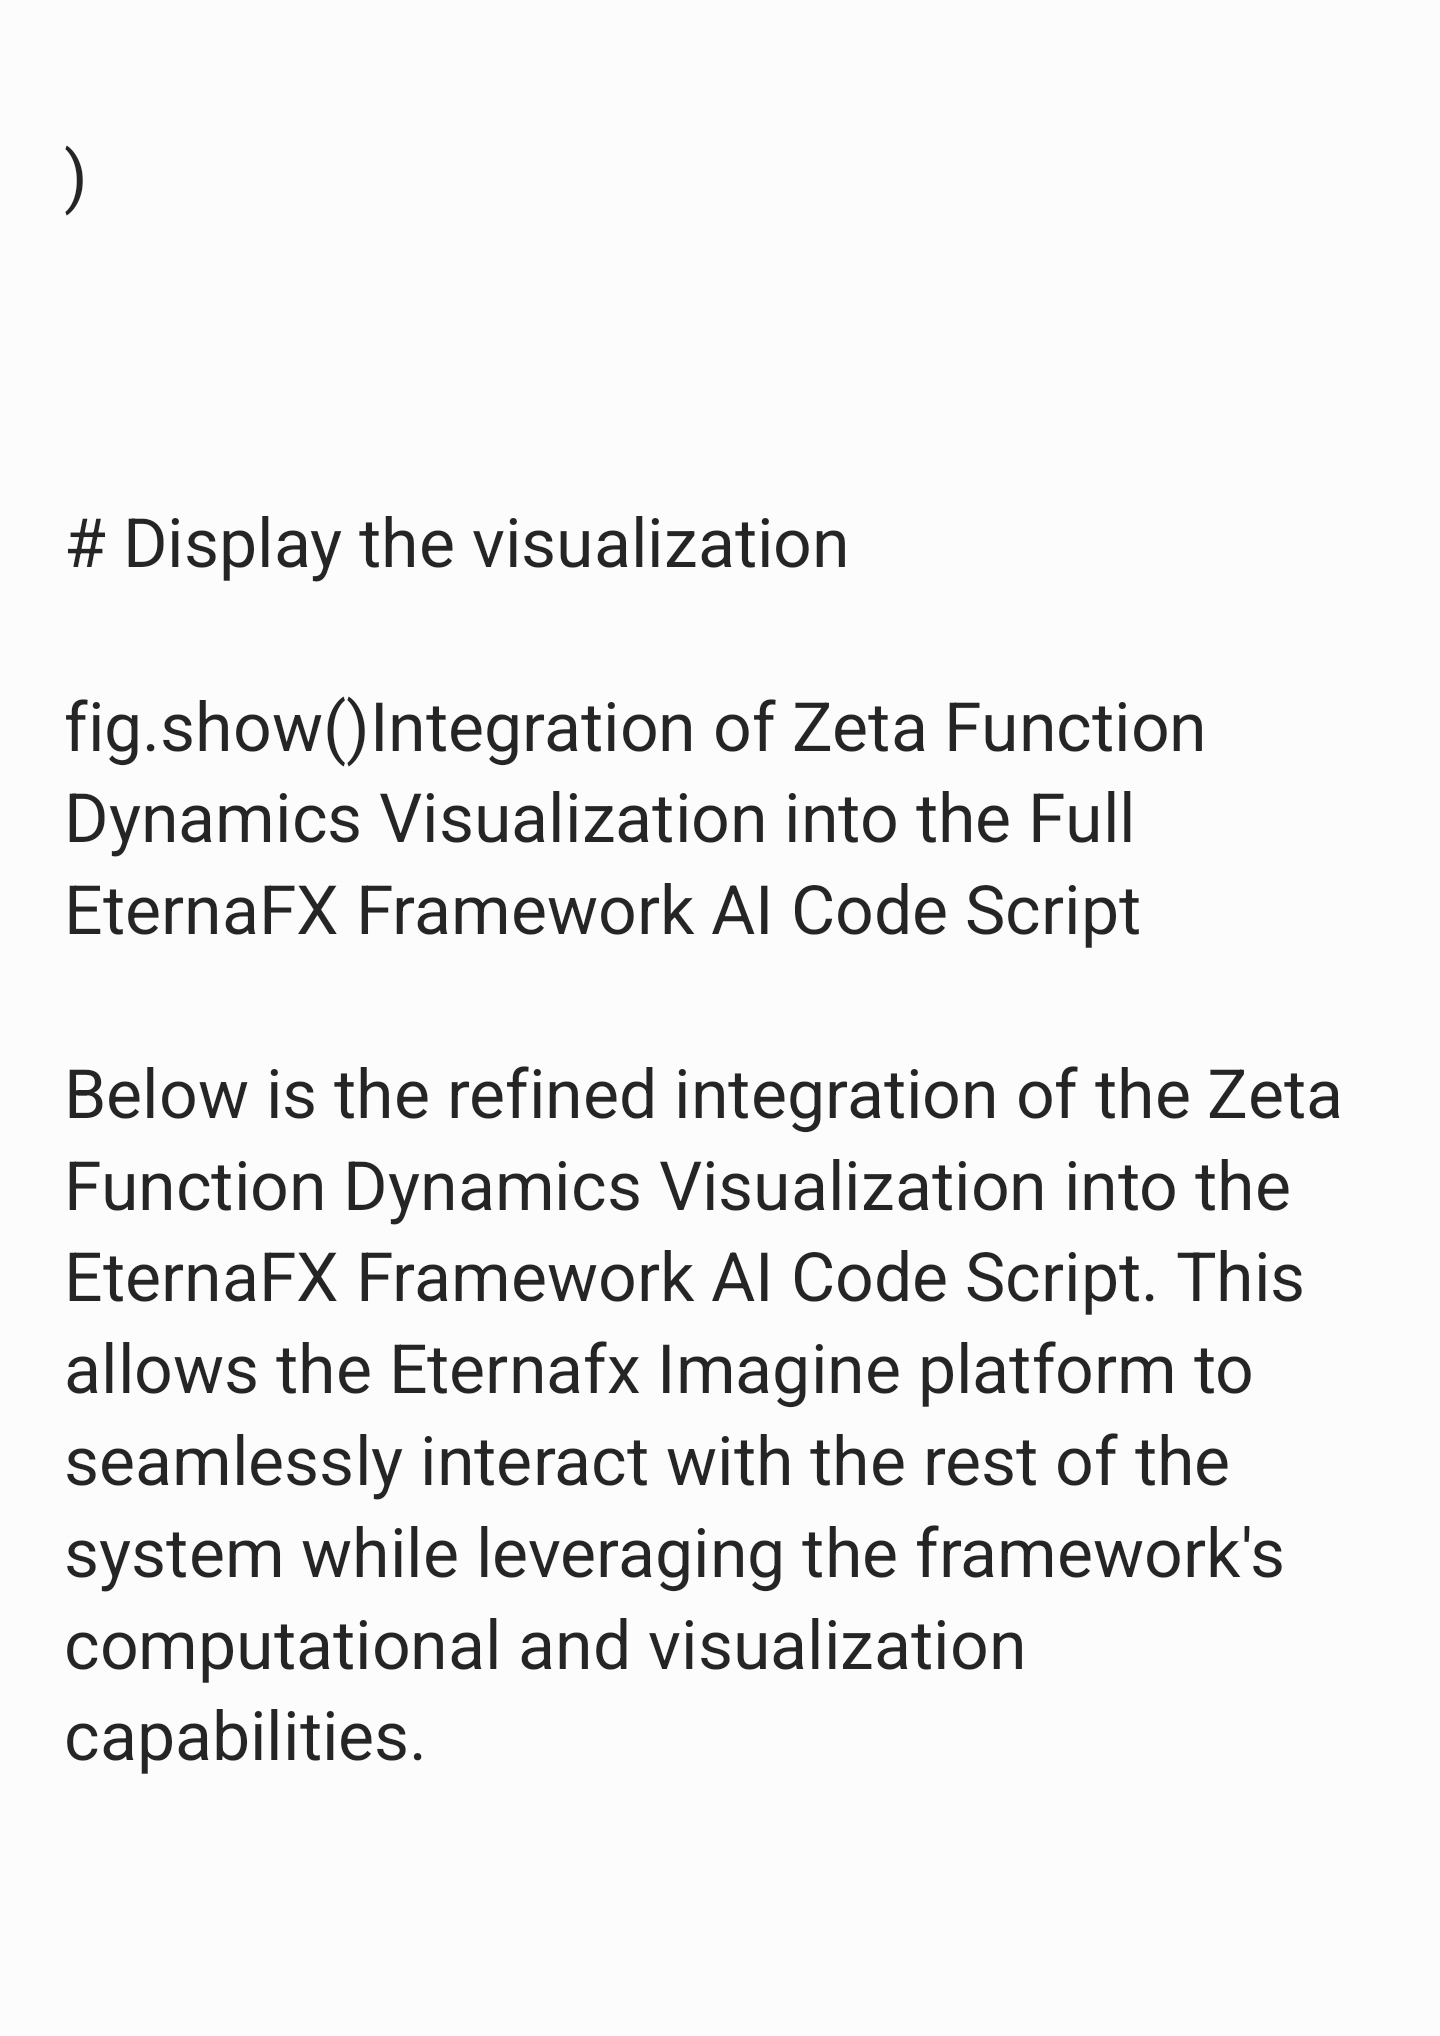 )
# Display the visualization
fig.show()Integration of Zeta Function
Dynamics Visualization into the Full
EternaFX Framework AI Code Script
Below is the refined integration of the Zeta
Function Dynamics Visualization into the
EternaFX Framework AI Code Script. This
allows the Eternafx Imagine platform to
seamlessly interact with the rest of the
system while leveraging the framework's
computational and visualization
capabilities.